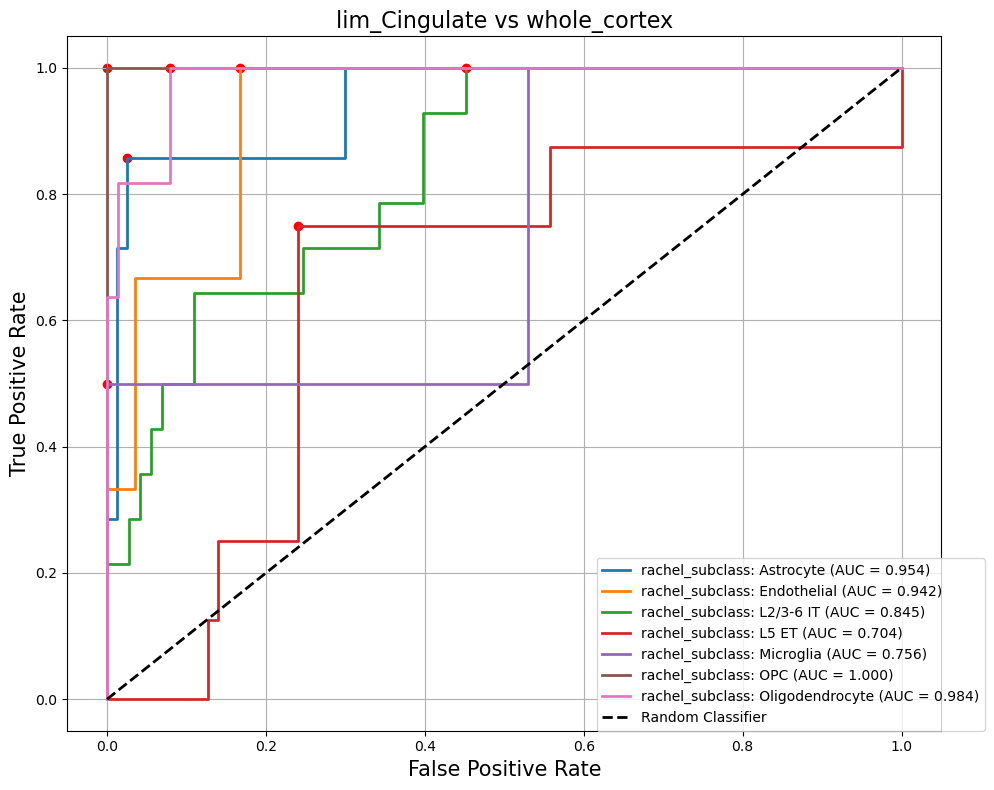 lim_Cingulate vs whole_cortex
True Positive Rate
1.0
0.8
0.6
0.4
0.2
0.0
rachel_subclass: Astrocyte (AUC = 0.954)
rachel_subclass: Endothelial (AUC = 0.942)
rachel_subclass: L2/3-6 IT (AUC = 0.845)
rachel_subclass: L5 ET (AUC = 0.704)
rachel_subclass: Microglia (AUC = 0.756)
rachel_subclass: OPC (AUC = 1.000)
rachel_subclass: Oligodendrocyte (AUC = 0.984)
Random Classifier
0.0 0.2 0.4 0.6 0.8 1.0
False Positive Rate